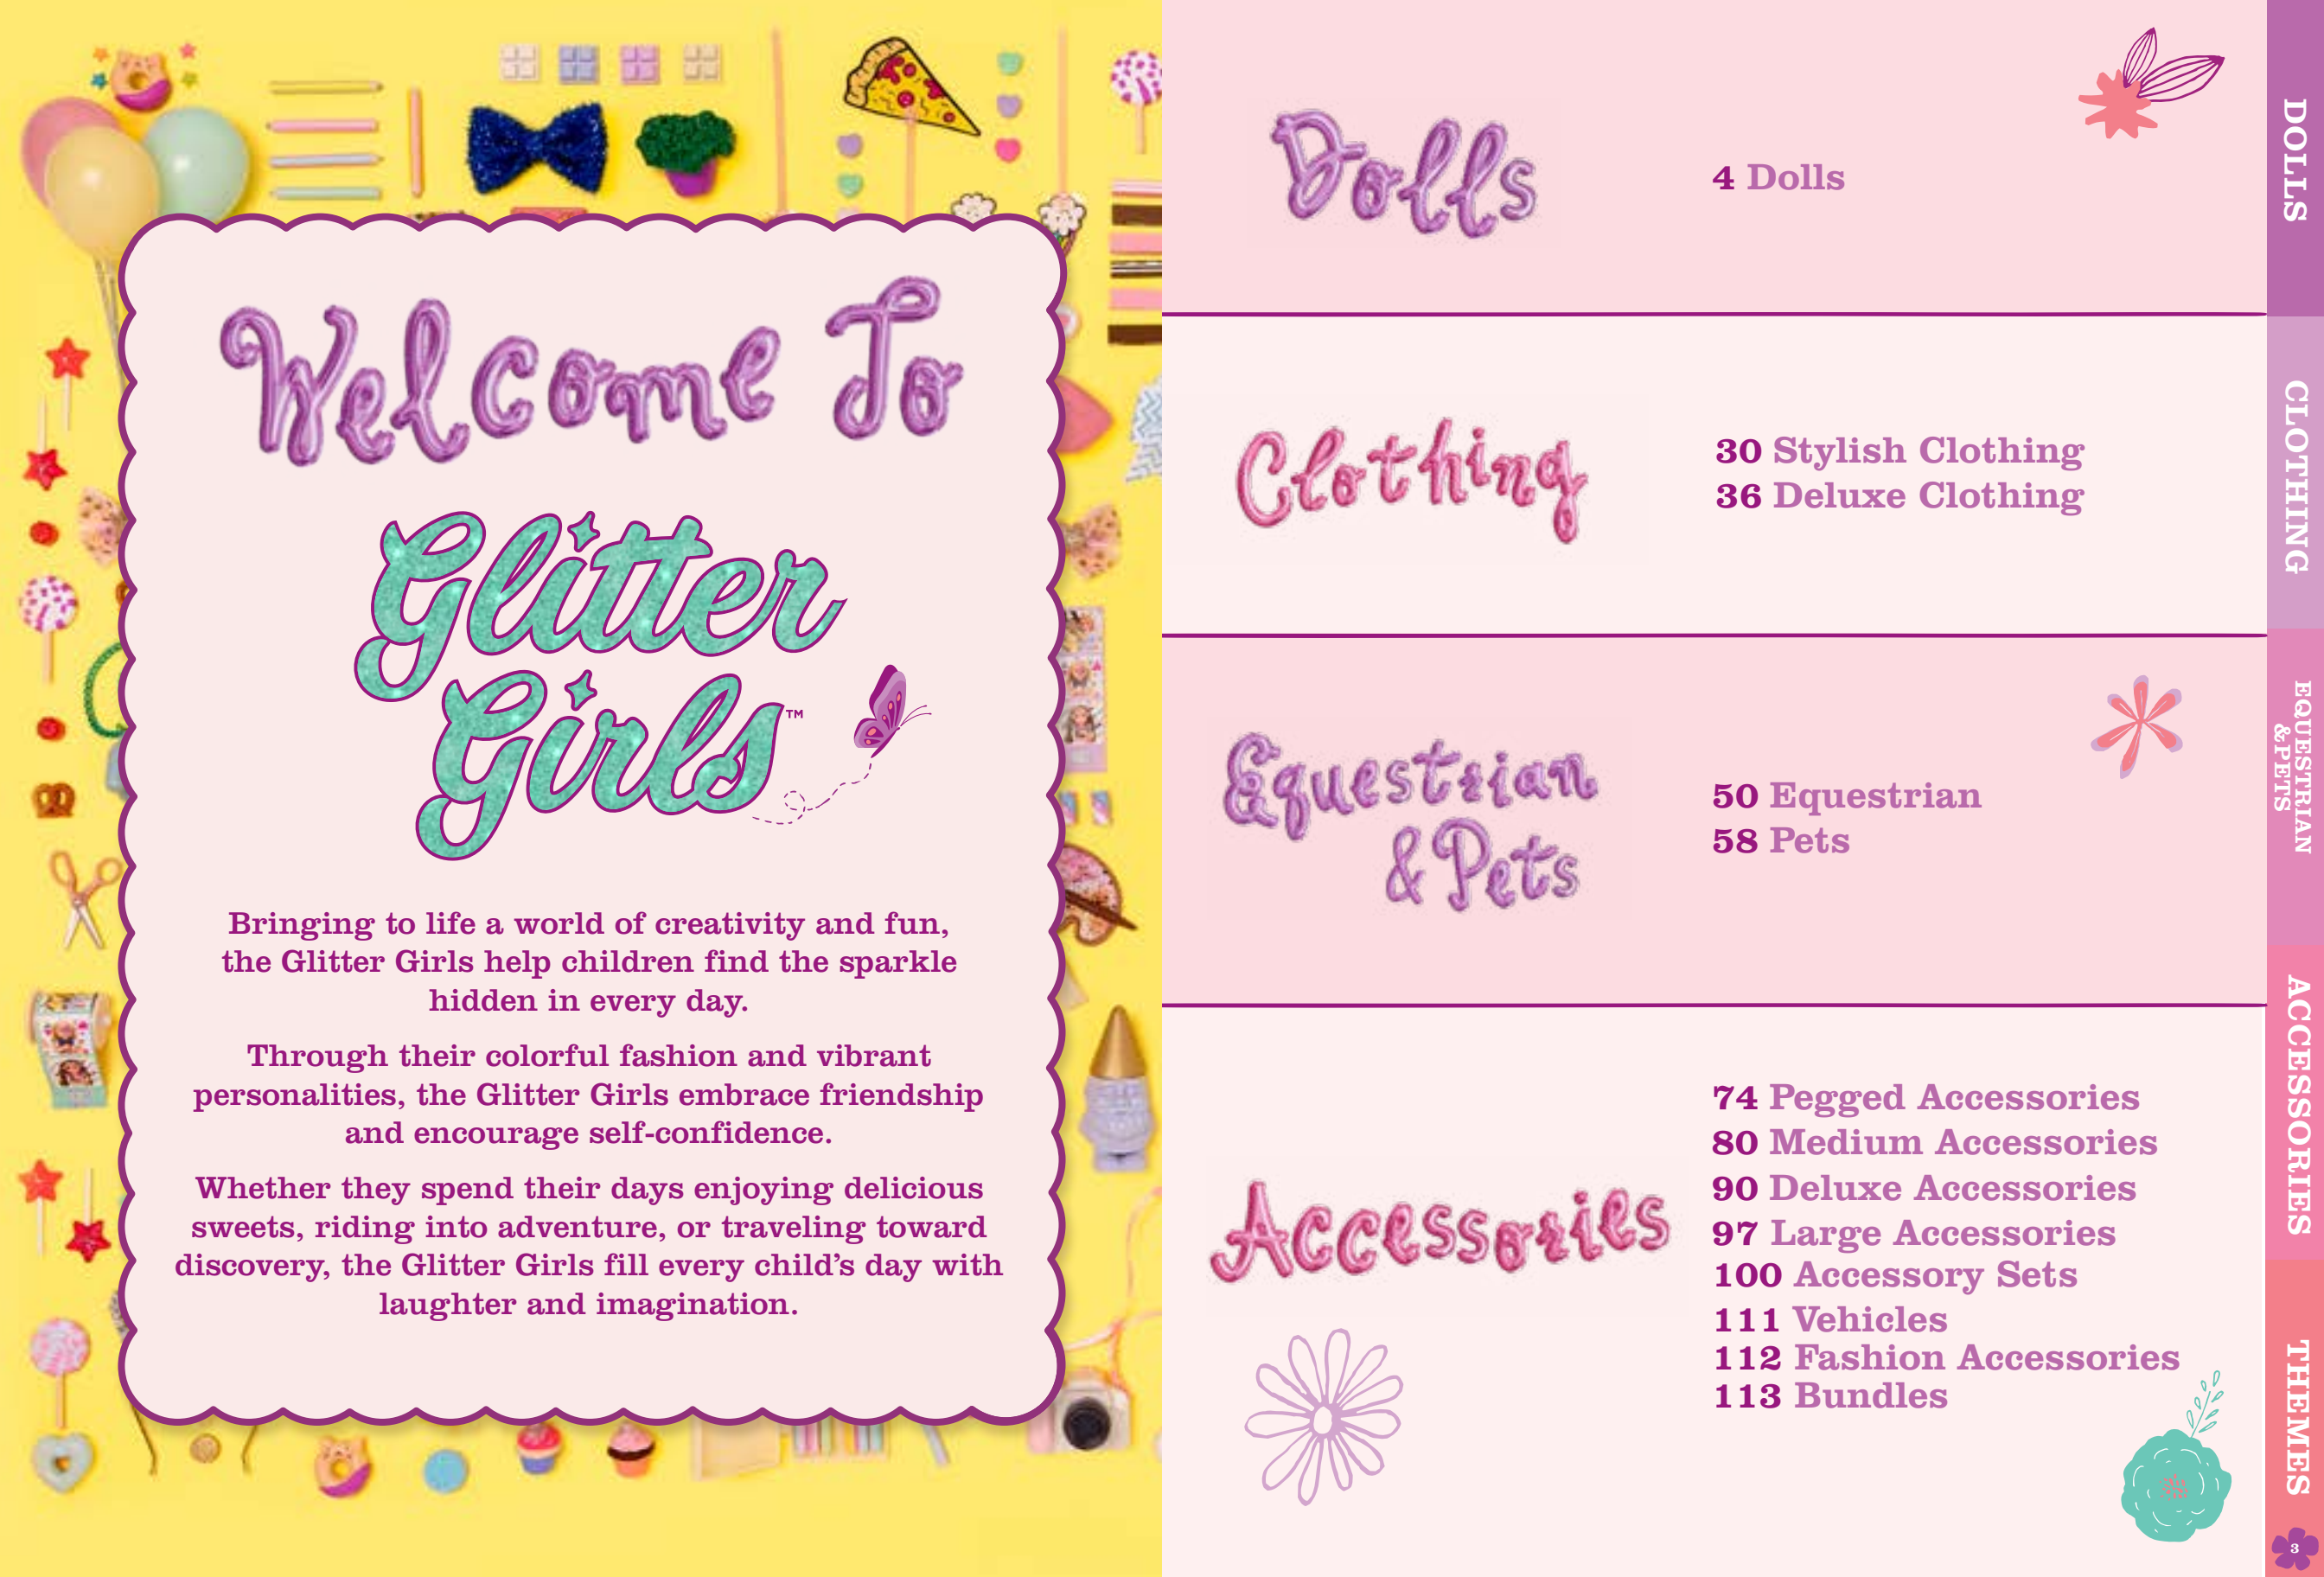 Welcome To
Glitter
Girls™
Bringing to life a world of creativity and fun,
the Glitter Girls help children find the sparkle
hidden in every day.
Through their colorful fashion and vibrant
personalities, the Glitter Girls embrace friendship
and encourage self-confidence.
Whether they spend their days enjoying delicious
sweets, riding into adventure, or traveling toward
discovery, the Glitter Girls fill every child’s day with
laughter and imagination.
Dolls
4 Dolls
Clothing
30 Stylish Clothing
36 Deluxe Clothing
Equestrian
& Pets
50 Equestrian
58 Pets
Accessories
74 Pegged Accessories
80 Medium Accessories
90 Deluxe Accessories
97 Large Accessories
100 Accessory Sets
111 Vehicles
112 Fashion Accessories
113 Bundles
DOLLS
CLOTHING
EQUESTRIAN
& PETS
ACCESSORIES
THEMES
3